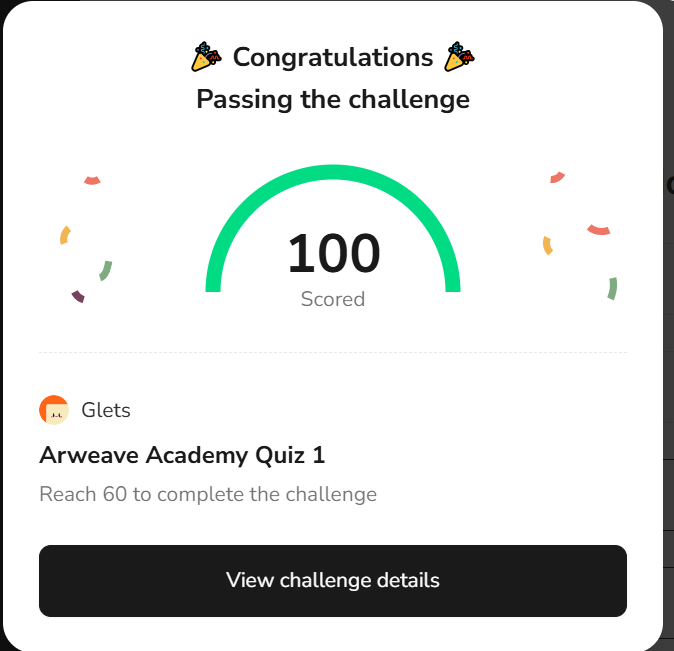 🎉 Congratulations 🎉
Passing the challenge
100
Scored
Glets
Arweave Academy Quiz 1
Reach 60 to complete the challenge
View challenge details